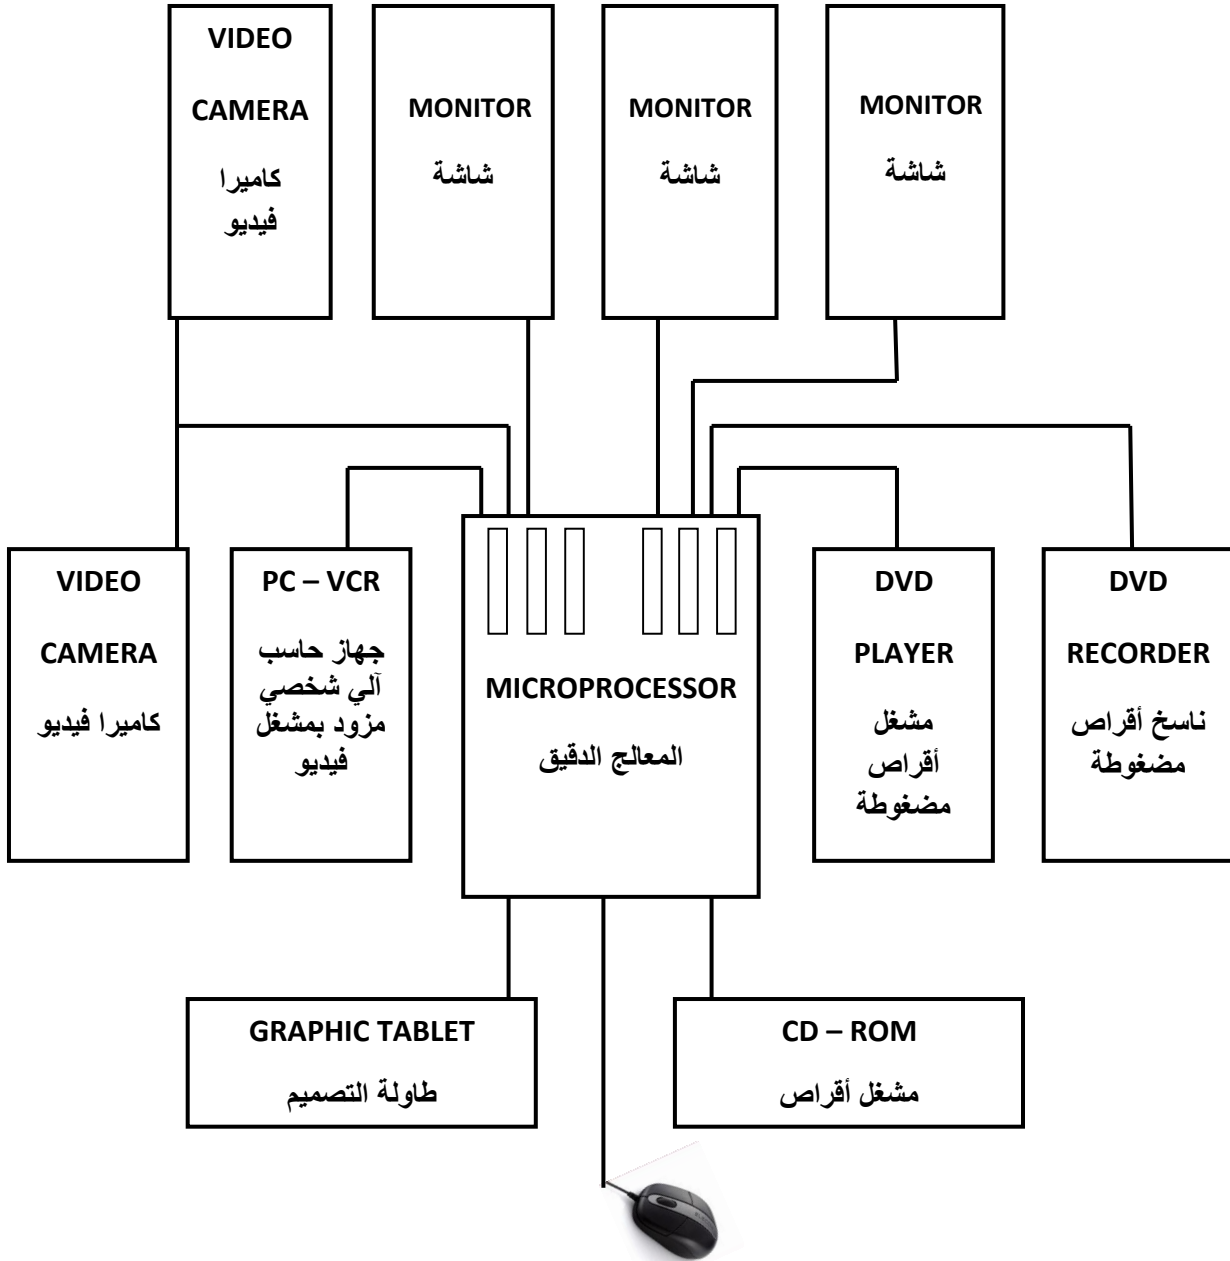 VIDEO
CAMERA
كاميرا
فيديو
MONITOR
شاشة
MONITOR
شاشة
MONITOR
شاشة
VIDEO
CAMERA
كاميرا فيديو
PC – VCR
جهاز حاسب
آلي شخصي
مزود بمشغل
فيديو
MICROPROCESSOR
المعالج الدقيق
DVD
PLAYER
مشغل
أقراص
مضغوطة
DVD
RECORDER
ناسخ أقراص
مضغوطة
GRAPHIC TABLET
طاولة التصميم
CD – ROM
مشغل أقراص